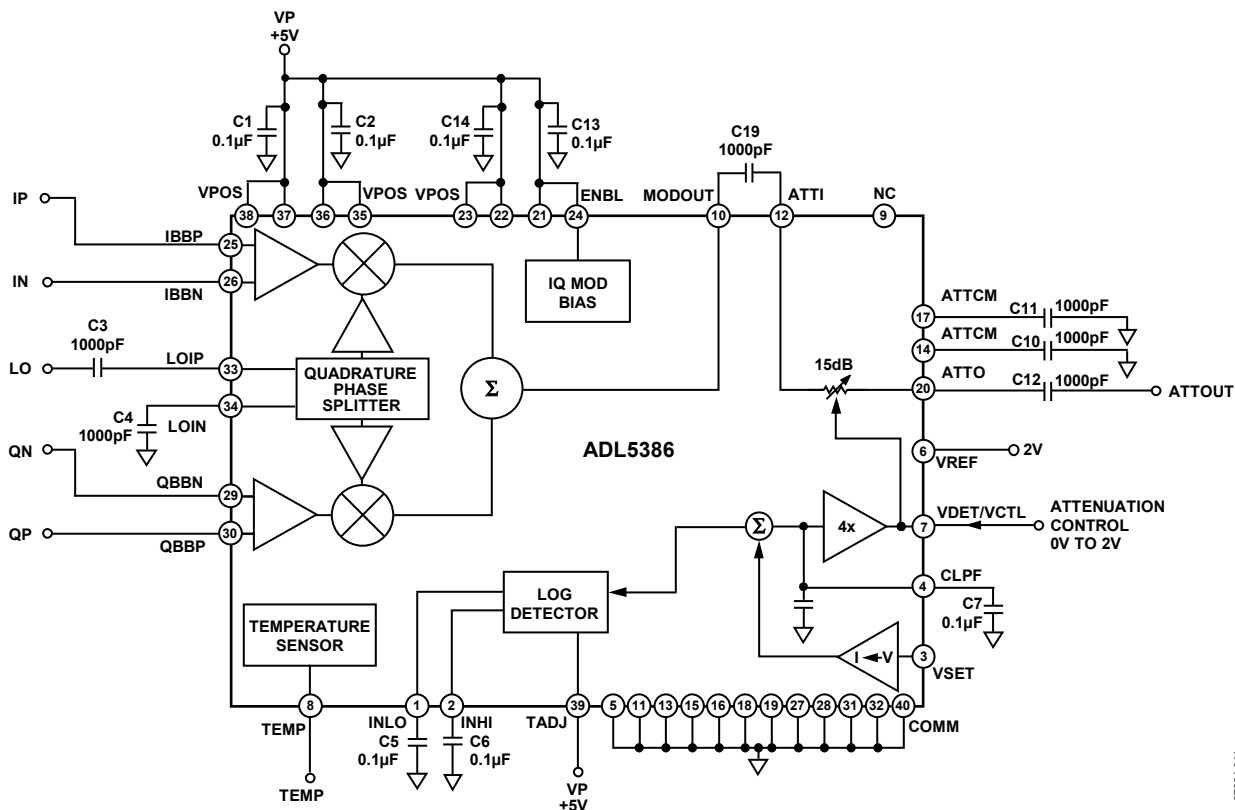 VP
+5V
C1
0.1µF
C2
0.1µF
C14
0.1µF
C13
0.1µF
C19
1000pF
VPOS
VPOS
VPOS
ENBL
MODOUT
ATTI
NC
38
37
36
35
23
22
21
24
10
12
9
IP
IBBP
25
IN
IBBN
26
IQ MOD
BIAS
C3
1000pF
LO
LOIP
33
QUADRATURE
PHASE
SPLITTER
Σ
34
LOIN
C4
1000pF
QN
QBBN
29
QP
QBBP
30
ADL5386
ATTCM
17
C11
1000pF
ATTCM
14
C10
1000pF
15dB
ATTO
20
C12
1000pF
ATTOUT
6
VREF
2V
Σ
4x
7
VDET/VCTL
ATTENUATION
CONTROL
0V TO 2V
CLPF
4
C7
0.1µF
I
V
3
VSET
LOG
DETECTOR
TEMPERATURE
SENSOR
8
1
2
39
5
11
13
15
16
18
19
27
28
31
32
40
TEMP
INLO
INHI
TADJ
COMM
C5
0.1µF
C6
0.1µF
TEMP
VP
+5V